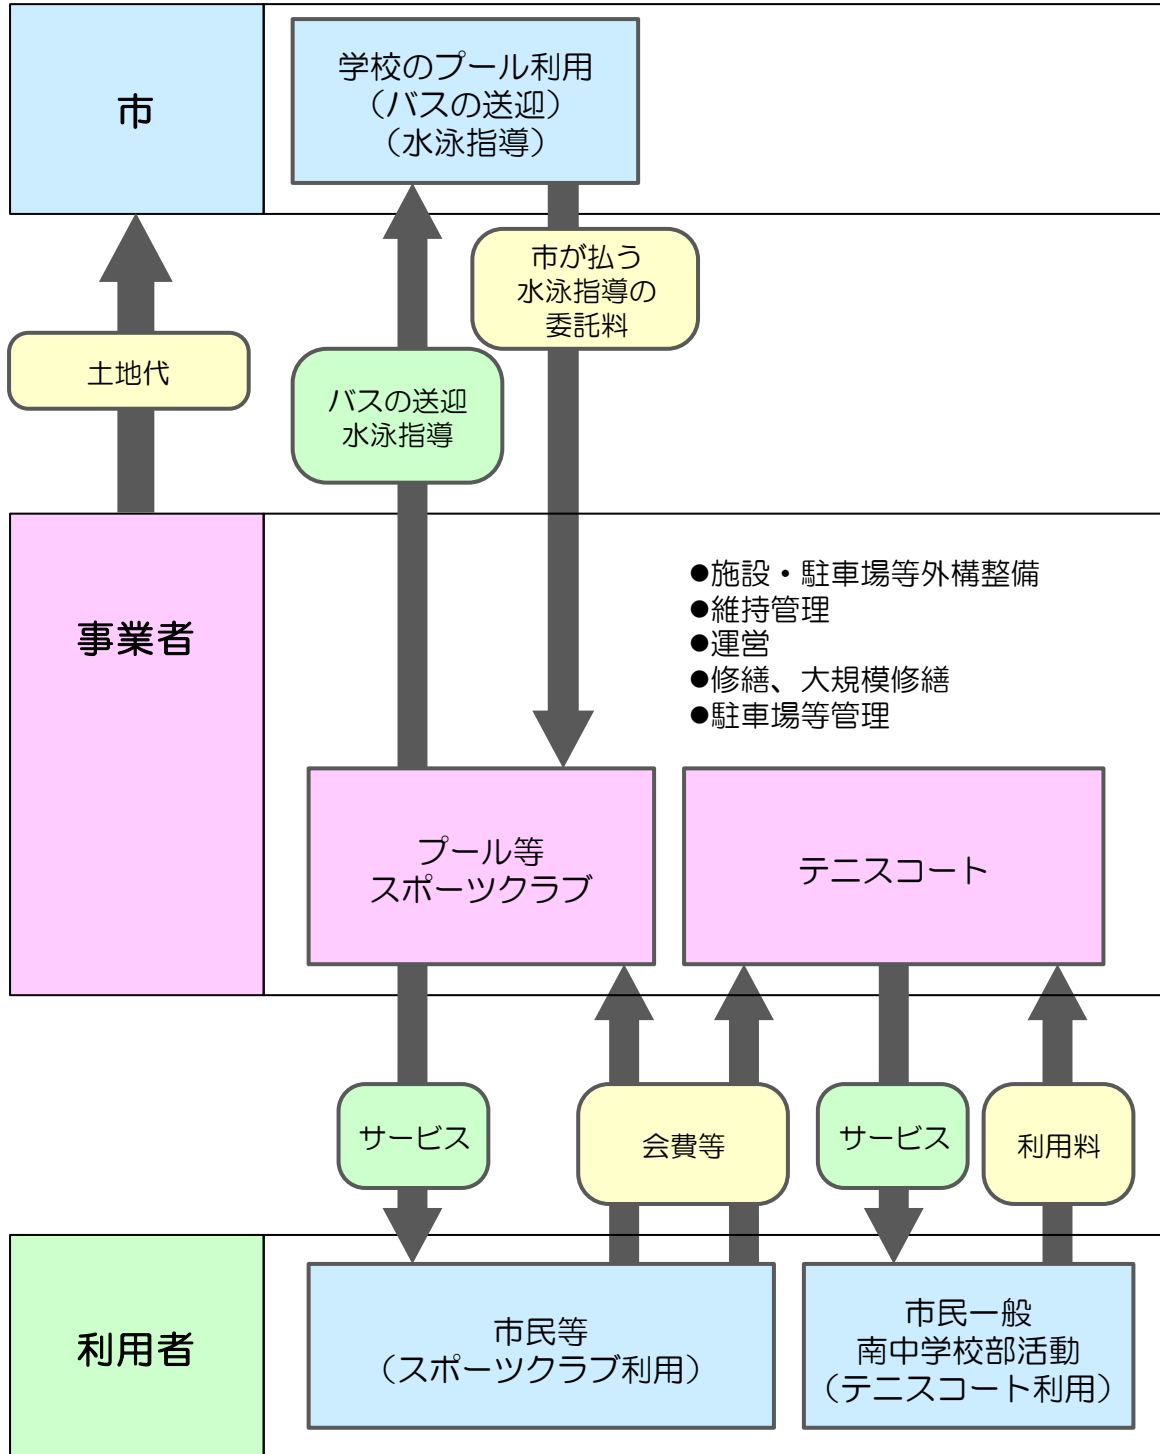 市
学校のプール利用
（バスの送迎）
（水泳指導）
市が払う
水泳指導の
委託料
土地代
バスの送迎
水泳指導
事業者
●施設・駐車場等外構整備
●維持管理
●運営
●修繕、大規模修繕
●駐車場等管理
プール等
スポーツクラブ
テニスコート
サービス
会費等
サービス
利用料
利用者
市民等
（スポーツクラブ利用）
市民一般
南中学校部活動
（テニスコート利用）